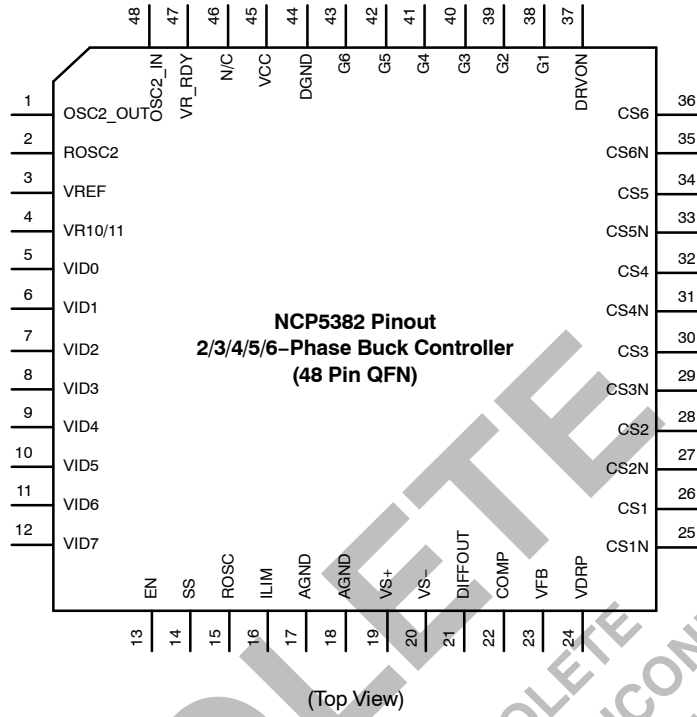 48 47 46 45 44 43 42 41 40 39 38 37
OSC2_IN
VR_RDY
N/C
VCC
DGND
G6
G5
G4
G3
G2
G1
DRVON
1 OSC2_OUT
2 ROSC2
3 VREF
4 VR10/11
5 VID0
6 VID1
7 VID2
8 VID3
9 VID4
10 VID5
11 VID6
12 VID7
NCP5382 Pinout
2/3/4/5/6–Phase Buck Controller
(48 Pin QFN)
CS6 36
CS6N 35
CS5 34
CS5N 33
CS4 32
CS4N 31
CS3 30
CS3N 29
CS2 28
CS2N 27
CS1 26
CS1N 25
EN
SS
ROSC
ILIM
AGND
AGND
VS+
VS–
DIFFOUT
COMP
VFB
VDRP
13 14 15 16 17 18 19 20 21 22 23 24
(Top View)